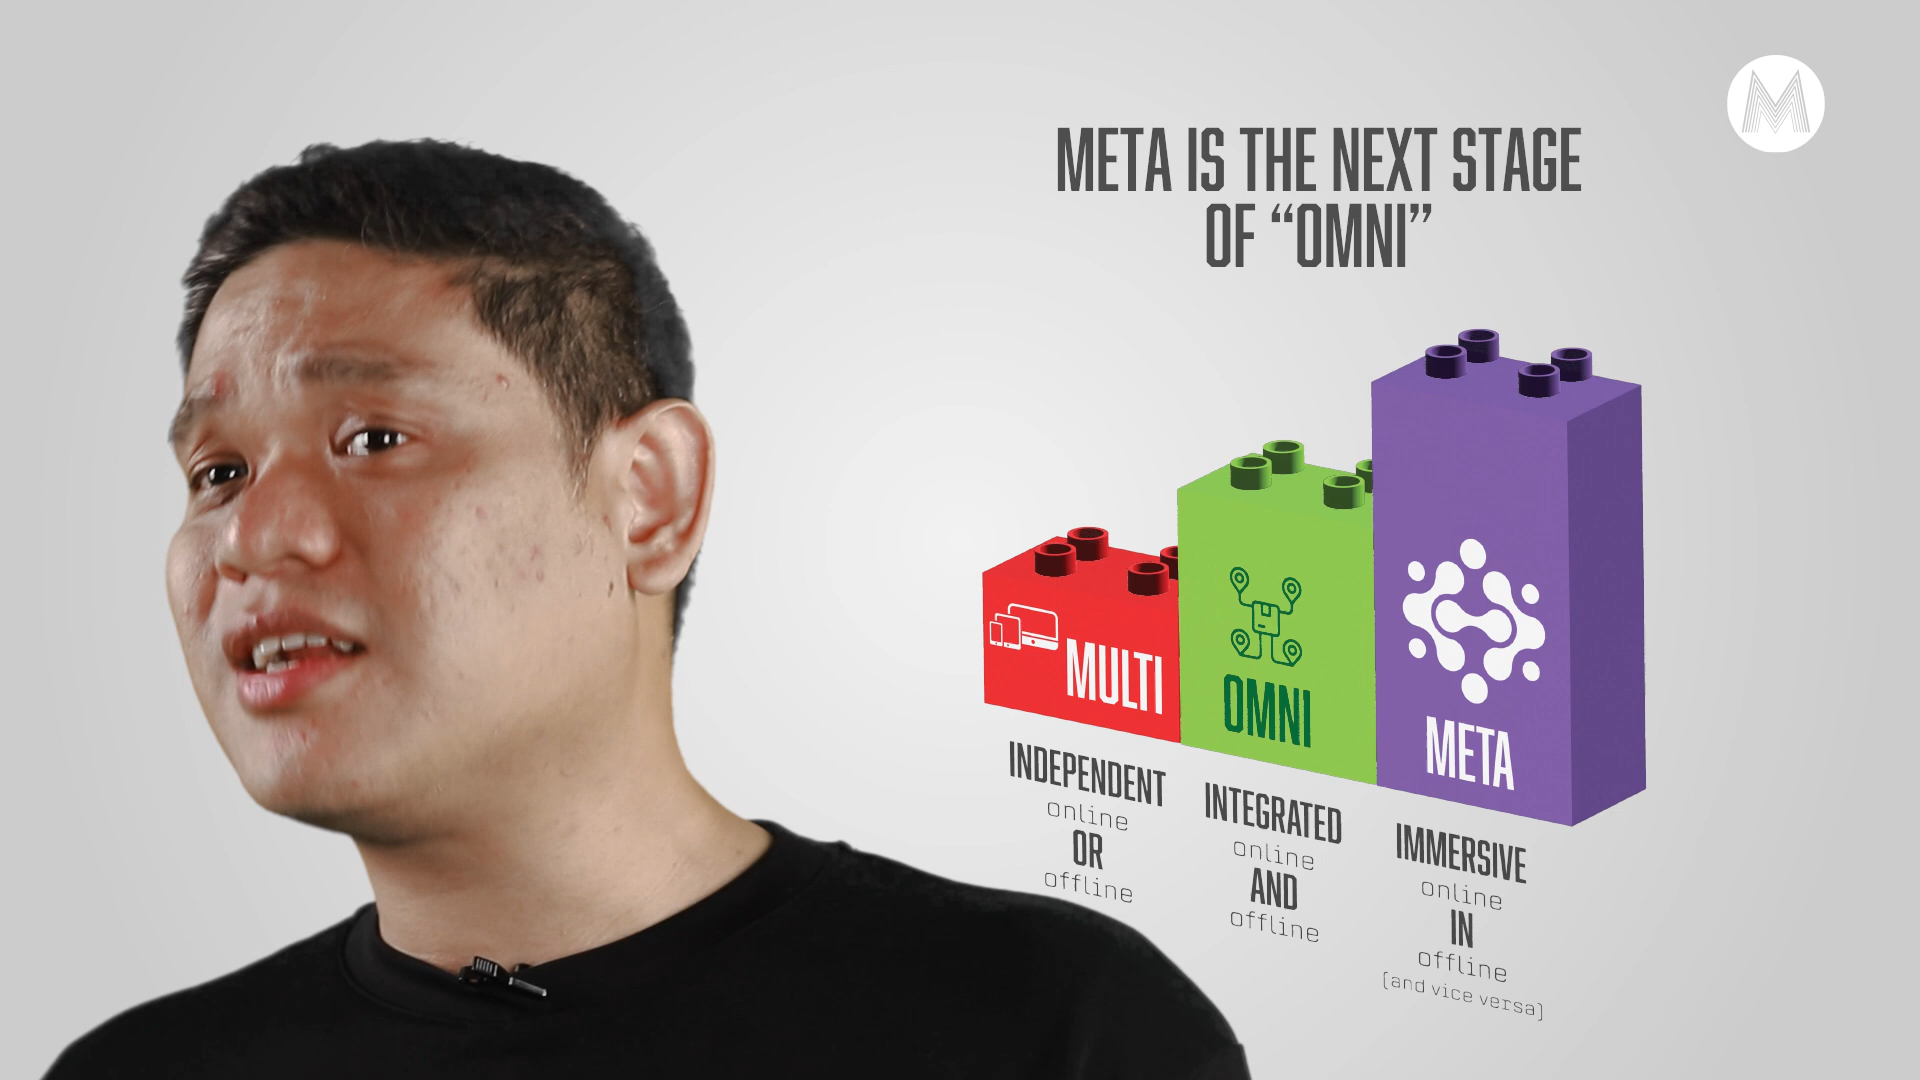 M
META IS THE NEXT STAGE
OF “OMNI”
MULTI
OMNI
META
INDEPENDENT
online
OR
offline
INTEGRATED
online
AND
offline
IMMERSIVE
online
IN
offline
(and vice versa)